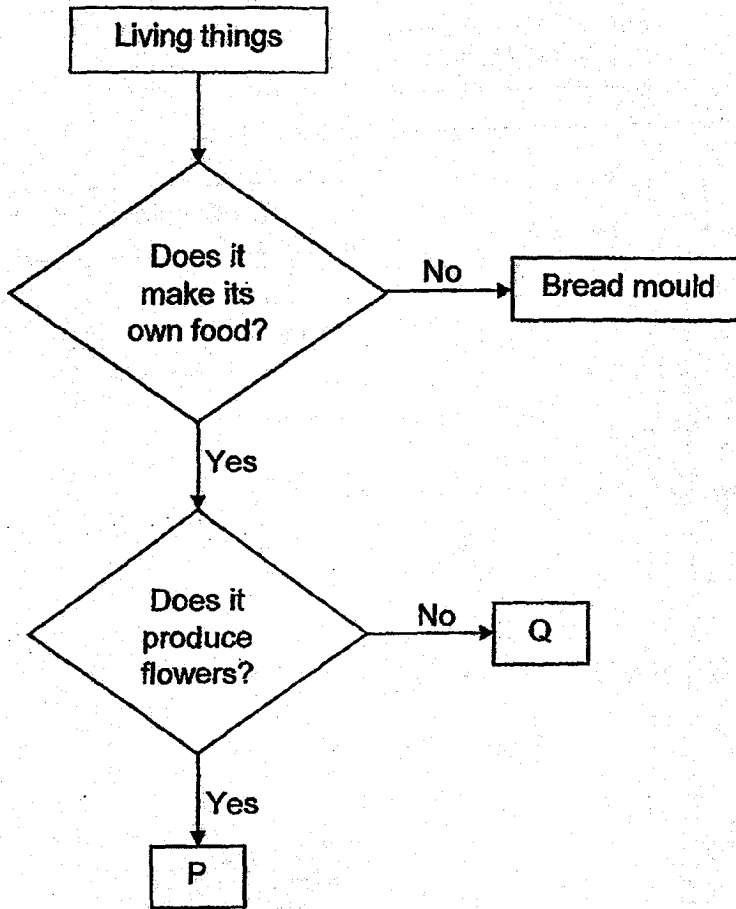 Living things
Does it
make its
own food?
No
Bread mould
Yes
Does it
produce
flowers?
No
Q
Yes
P